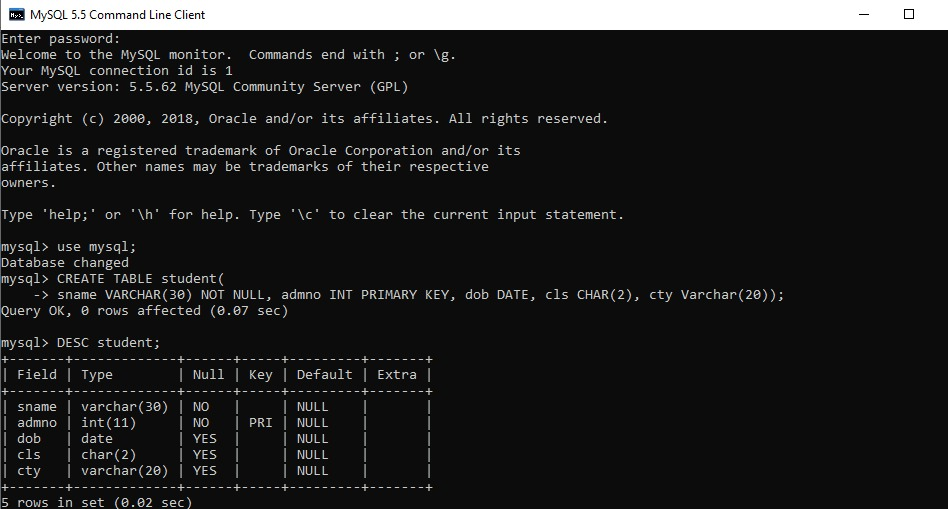 MySQL 5.5 Command Line Client
Enter password:
Welcome to the MySQL monitor.  Commands end with ; or \g.
Your MySQL connection id is 1
Server version: 5.5.62 MySQL Community Server (GPL)
Copyright (c) 2000, 2018, Oracle and/or its affiliates. All rights reserved.
Oracle is a registered trademark of Oracle Corporation and/or its
affiliates. Other names may be trademarks of their respective
owners.
Type 'help;' or '\h' for help. Type '\c' to clear the current input statement.
mysql> use mysql;
Database changed
mysql> CREATE TABLE student(
    -> sname VARCHAR(30) NOT NULL, admno INT PRIMARY KEY, dob DATE, cls CHAR(2), cty Varchar(20));
Query OK, 0 rows affected (0.07 sec)
mysql> DESC student;
+-------+-------------+------+-----+---------+-------+
| Field | Type        | Null | Key | Default | Extra |
+-------+-------------+------+-----+---------+-------+
| sname | varchar(30) | NO   |     | NULL    |       |
| admno | int(11)     | NO   | PRI | NULL    |       |
| dob   | date        | YES  |     | NULL    |       |
| cls   | char(2)     | YES  |     | NULL    |       |
| cty   | varchar(20) | YES  |     | NULL    |       |
+-------+-------------+------+-----+---------+-------+
5 rows in set (0.02 sec)